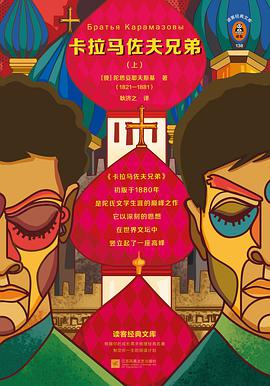 Братья Карамазовы
卡拉马佐夫兄弟
（上）
[俄] 陀思妥耶夫斯基 著
(1821—1881)
耿济之 译
138
《卡拉马佐夫兄弟》
初版于1880年
是陀氏文学生涯的巅峰之作
它以深刻的思想
在世界文坛中
竖立起了一座高峰
读客经典文库